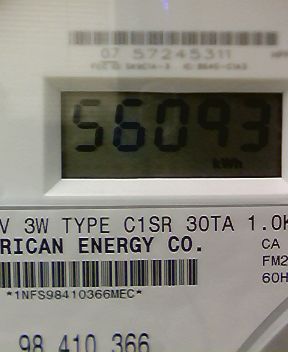 07 57245311
56093
kWh
V 3W TYPE C1SR 30TA 1.0K
RICAN ENERGY CO.
CA
FM2
60H
*1NFS98410366MEC*
98 410 366